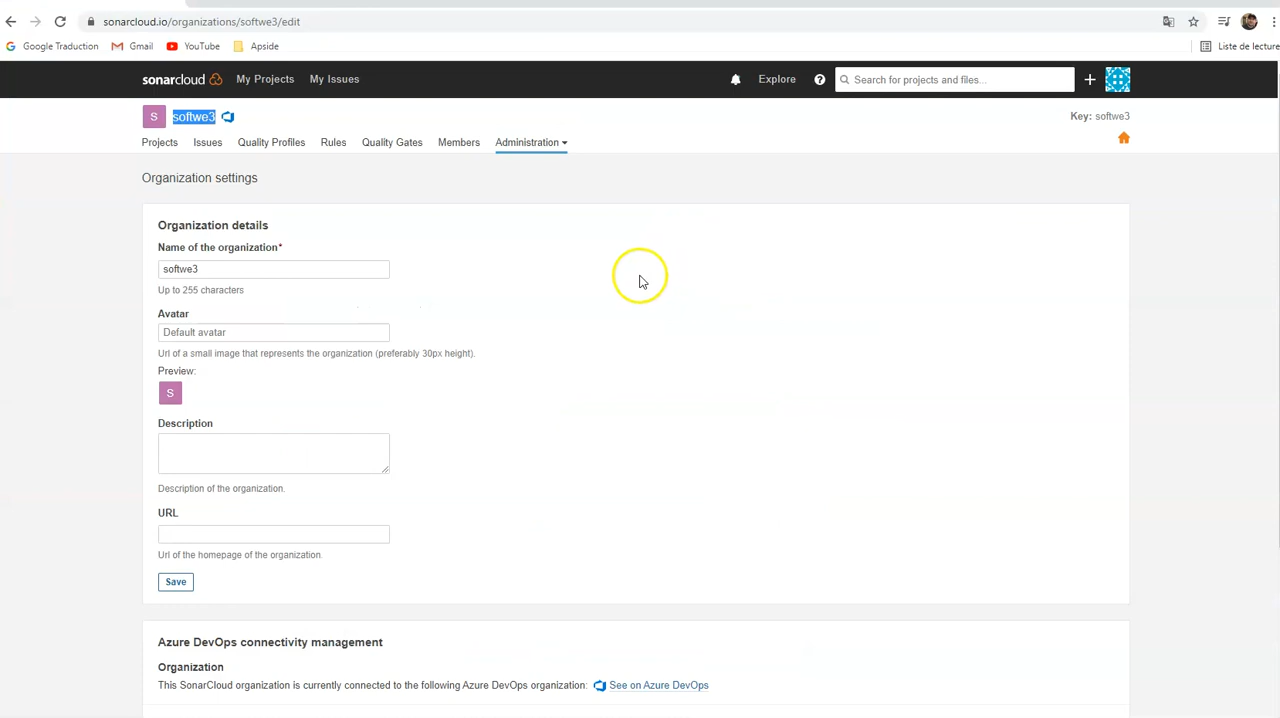 sonarcloud.io/organizations/softwe3/edit
Google Traduction Gmail YouTube Apside Liste de lecture
sonarcloud My Projects My Issues Explore ? Search for projects and files...
S softwe3 Key: softwe3
Projects Issues Quality Profiles Rules Quality Gates Members Administration
Organization settings
Organization details
Name of the organization*
softwe3
Up to 255 characters
Avatar
Default avatar
Url of a small image that represents the organization (preferably 30px height).
Preview:
S
Description
Description of the organization.
URL
Url of the homepage of the organization.
Save
Azure DevOps connectivity management
Organization
This SonarCloud organization is currently connected to the following Azure DevOps organization: See on Azure DevOps